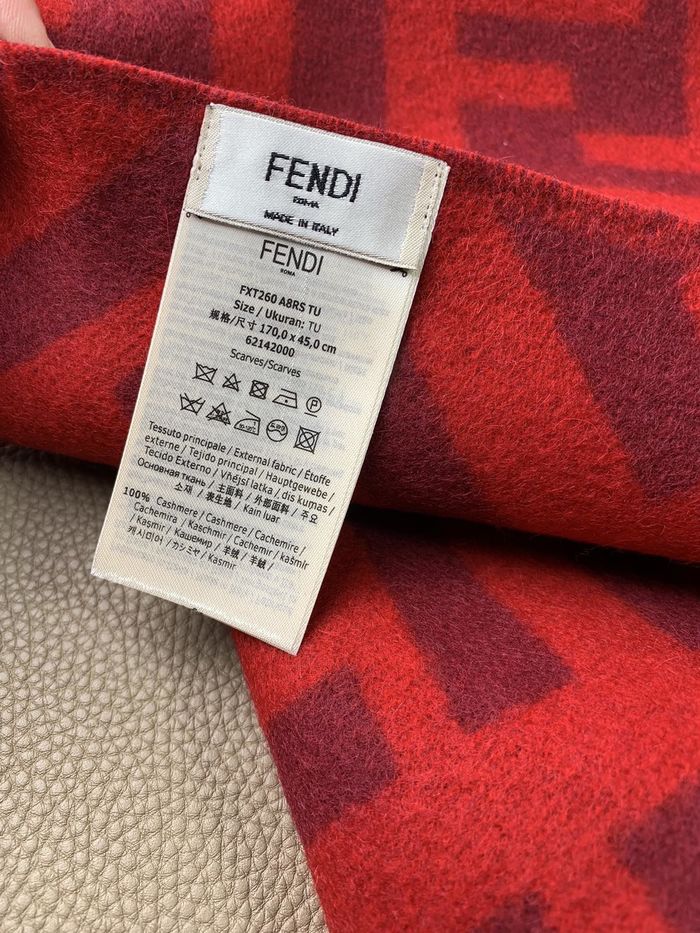 FENDI
ROMA
MADE IN ITALY
FENDI
ROMA
FXT260 A8RS TU
Size / Ukuran: TU
规格/尺寸 170,0 x 45,0 cm
62142000
Scarves/Scarves
Tessuto principale / External fabric / Étoffe
externe / Tejido principal / Hauptgewebe /
Tecido Externo / Vnější latka / dis kumaş /
Основная ткань / 主面料 / 外部面料 / 주요
소재 / 表生地 / Kain luar
100% Cashmere / Cashmere / Cachemire /
Cachemira / Kaschmir / Cachemir / kašmír
/ Kaşmir / Кашемир / 羊绒 / 羊絨 /
캐시미어 / カシミヤ / Kasmir